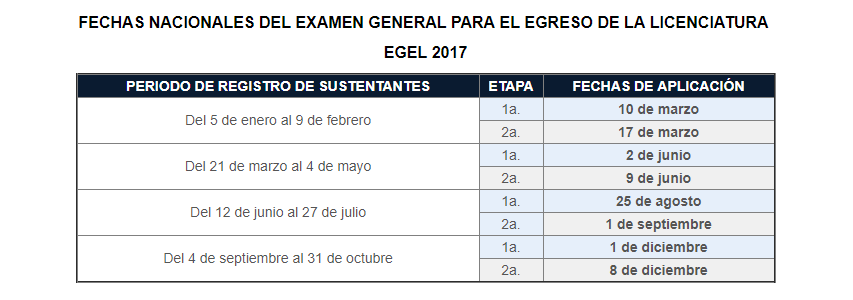 FECHAS NACIONALES DEL EXAMEN GENERAL PARA EL EGRESO DE LA LICENCIATURA
EGEL 2017
PERIODO DE REGISTRO DE SUSTENTANTES ETAPA FECHAS DE APLICACIÓN
Del 5 de enero al 9 de febrero 1a. 10 de marzo
2a. 17 de marzo
Del 21 de marzo al 4 de mayo 1a. 2 de junio
2a. 9 de junio
Del 12 de junio al 27 de julio 1a. 25 de agosto
2a. 1 de septiembre
Del 4 de septiembre al 31 de octubre 1a. 1 de diciembre
2a. 8 de diciembre